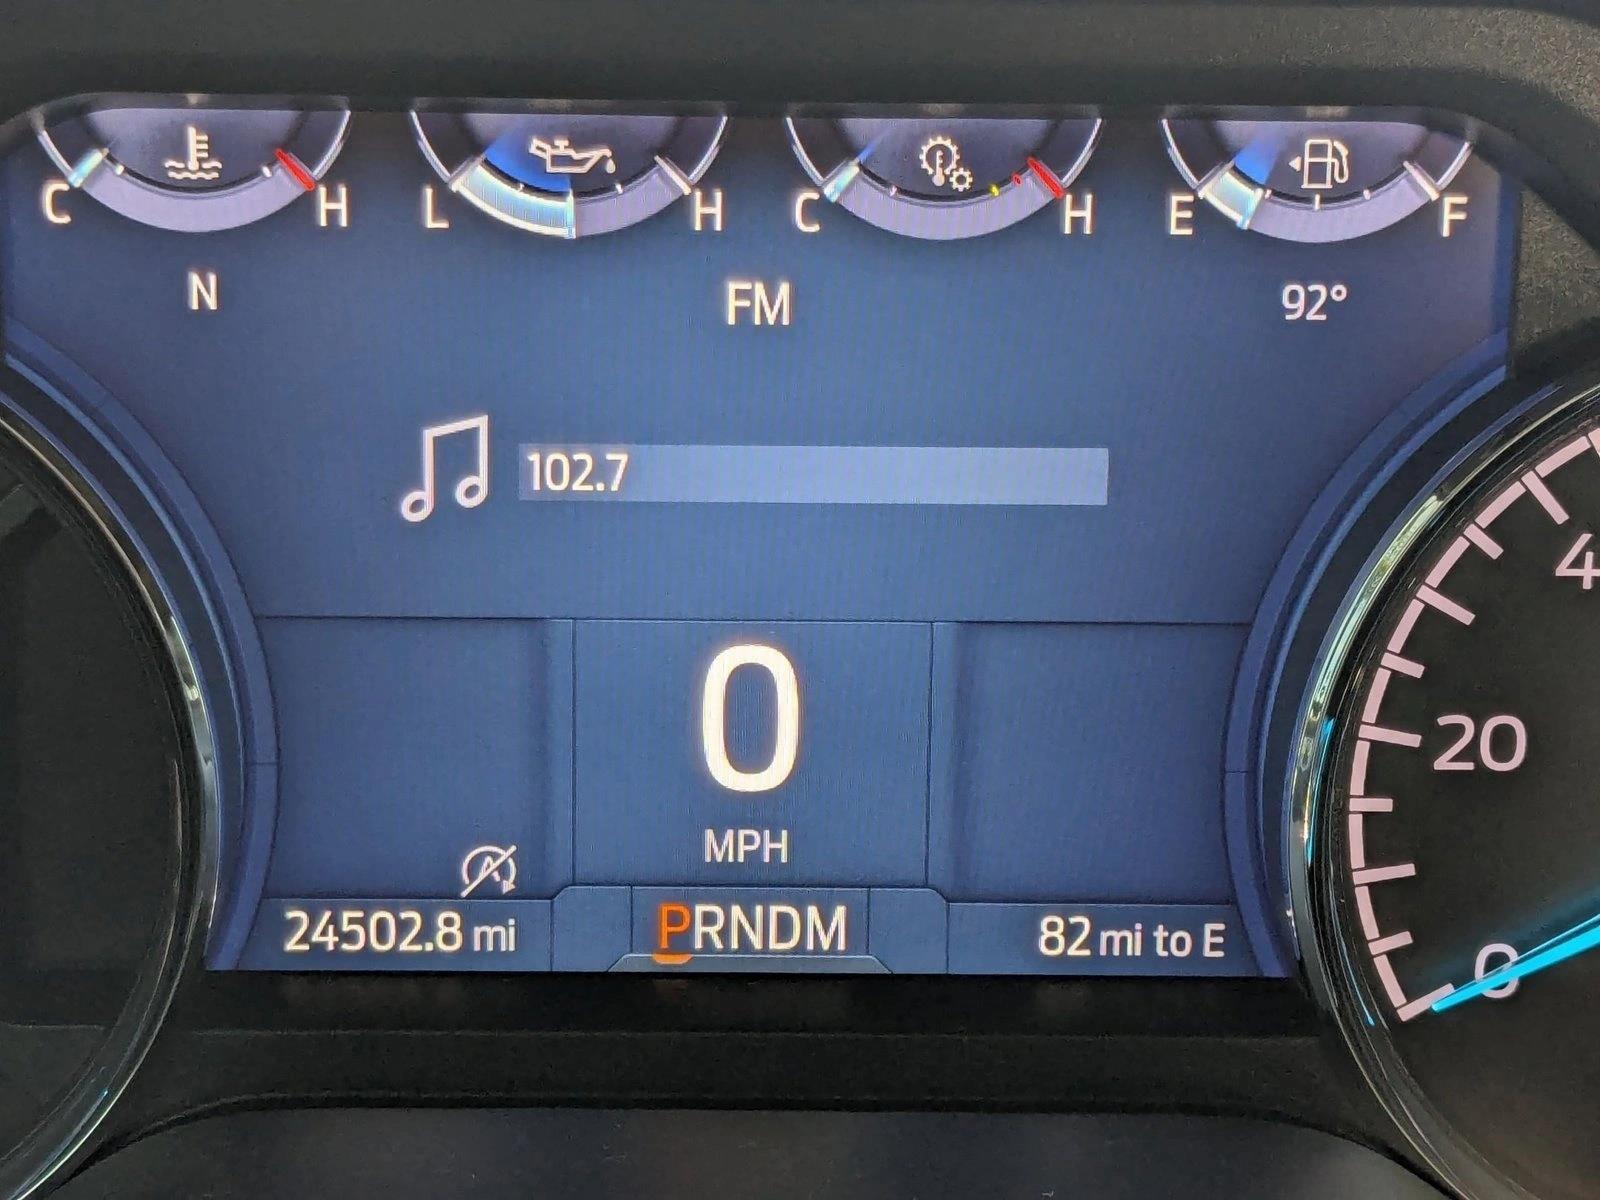 C H L H C H E F
N FM 92°
102.7
0
MPH
24502.8 mi PRNDM 82 mi to E
20
0